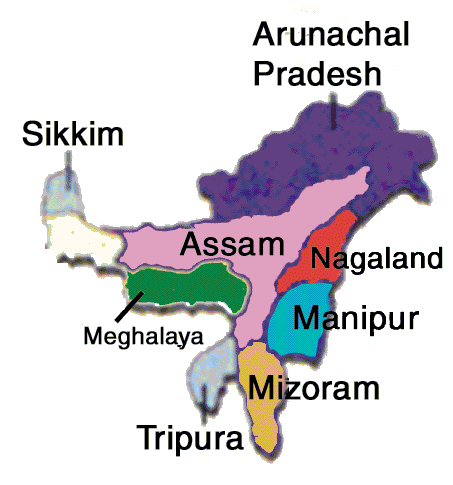 Arunachal
Pradesh
Sikkim
Assam
Nagaland
Manipur
Meghalaya
Mizoram
Tripura